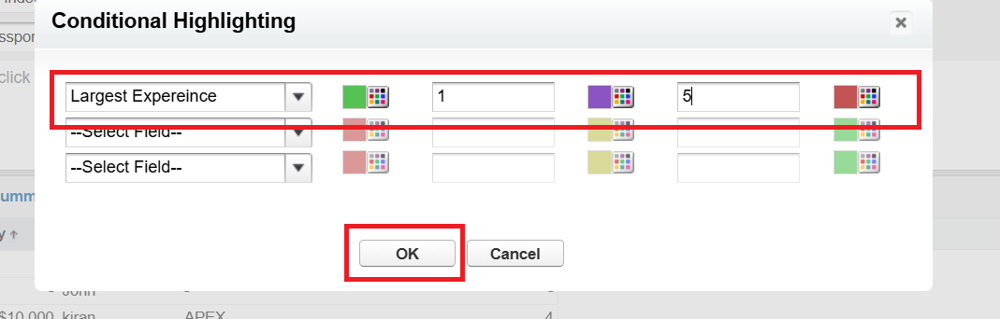 Conditional Highlighting
click
Largest Expereince 1 5
--Select Field--
--Select Field--
OK Cancel
John -
$10,000 kiran APEX 4